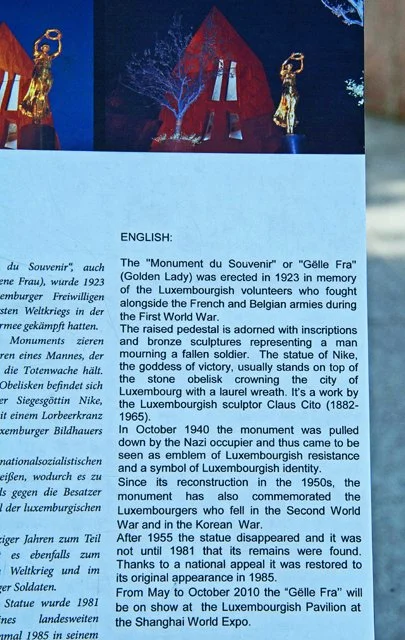 du Souvenir", auch
ene Frau), wurde 1923
emburger Freiwilligen
sten Weltkriegs in der
rmee gekämpft hatten.
Monuments zieren
ren eines Mannes, der
die Totenwache hält.
Obelisken befindet sich
r Siegesgöttin Nike,
it einem Lorbeerkranz
xemburger Bildhauers
nationalsozialistischen
eißen, wodurch es zu
ds gegen die Besatzer
l der luxemburgischen
ziger Jahren zum Teil
t es ebenfalls zum
Weltkrieg und im
ger Soldaten.
Statue wurde 1981
ines landesweiten
nmal 1985 in seinem
ENGLISH:
The "Monument du Souvenir" or "Gëlle Fra"
(Golden Lady) was erected in 1923 in memory
of the Luxembourgish volunteers who fought
alongside the French and Belgian armies during
the First World War.
The raised pedestal is adorned with inscriptions
and bronze sculptures representing a man
mourning a fallen soldier. The statue of Nike,
the goddess of victory, usually stands on top of
the stone obelisk crowning the city of
Luxembourg with a laurel wreath. It's a work by
the Luxembourgish sculptor Claus Cito (1882-
1965).
In October 1940 the monument was pulled
down by the Nazi occupier and thus came to be
seen as emblem of Luxembourgish resistance
and a symbol of Luxembourgish identity.
Since its reconstruction in the 1950s, the
monument has also commemorated the
Luxembourgers who fell in the Second World
War and in the Korean War.
After 1955 the statue disappeared and it was
not until 1981 that its remains were found.
Thanks to a national appeal it was restored to
its original appearance in 1985.
From May to October 2010 the "Gëlle Fra" will
be on show at the Luxembourgish Pavilion at
the Shanghai World Expo.